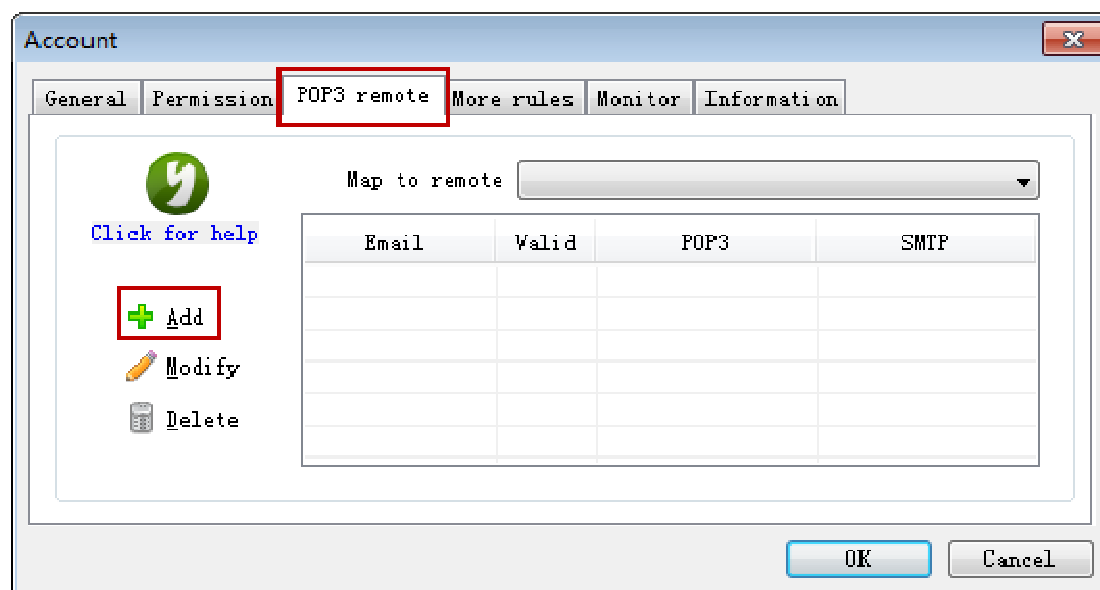 Account
General Permission POP3 remote More rules Monitor Information
Map to remote
Click for help
Email Valid POP3 SMTP
Add
Modify
Delete
OK Cancel